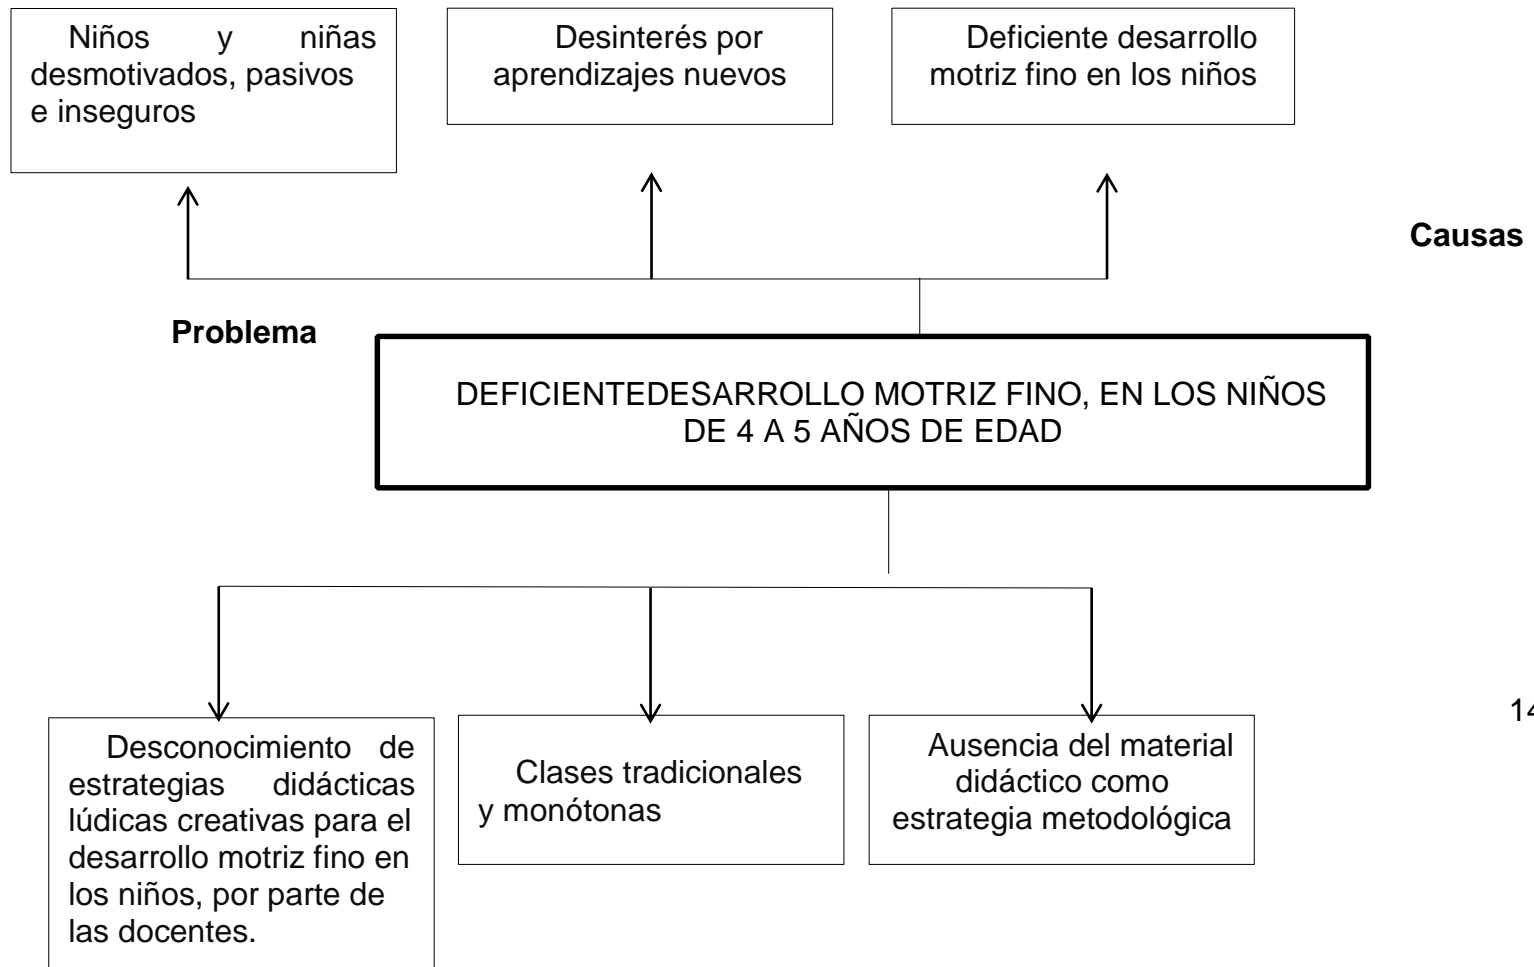 Niños y niñas
desmotivados, pasivos
e inseguros
Desinterés por
aprendizajes nuevos
Deficiente desarrollo
motriz fino en los niños
Causas
Problema
DEFICIENTEDESARROLLO MOTRIZ FINO, EN LOS NIÑOS
DE 4 A 5 AÑOS DE EDAD
Desconocimiento de
estrategias didácticas
lúdicas creativas para el
desarrollo motriz fino en
los niños, por parte de
las docentes.
Clases tradicionales
y monótonas
Ausencia del material
didáctico como
estrategia metodológica
14